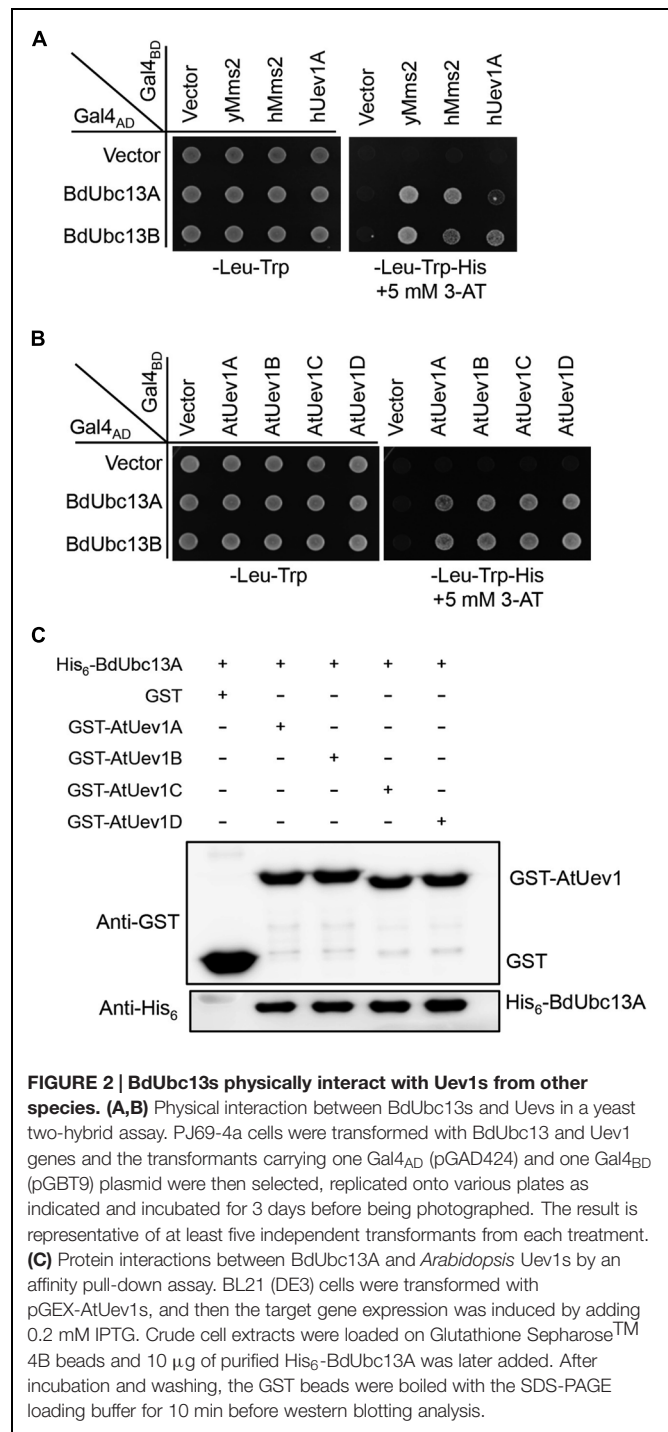 A
Gal4BD
Gal4AD
Vector
yMms2
hMms2
hUev1A
Vector
yMms2
hMms2
hUev1A
Vector
BdUbc13A
BdUbc13B
-Leu-Trp
-Leu-Trp-His
+5 mM 3-AT
B
Gal4BD
Gal4AD
Vector
AtUev1A
AtUev1B
AtUev1C
AtUev1D
Vector
AtUev1A
AtUev1B
AtUev1C
AtUev1D
Vector
BdUbc13A
BdUbc13B
-Leu-Trp
-Leu-Trp-His
+5 mM 3-AT
C
His6-BdUbc13A + + + + +
GST + – – – –
GST-AtUev1A – + – – –
GST-AtUev1B – – + – –
GST-AtUev1C – – – + –
GST-AtUev1D – – – – +
Anti-GST
GST-AtUev1
GST
Anti-His6
His6-BdUbc13A
FIGURE 2 | BdUbc13s physically interact with Uev1s from other
species. (A,B) Physical interaction between BdUbc13s and Uevs in a yeast
two-hybrid assay. PJ69-4a cells were transformed with BdUbc13 and Uev1
genes and the transformants carrying one Gal4AD (pGAD424) and one Gal4BD
(pGBT9) plasmid were then selected, replicated onto various plates as
indicated and incubated for 3 days before being photographed. The result is
representative of at least five independent transformants from each treatment.
(C) Protein interactions between BdUbc13A and Arabidopsis Uev1s by an
affinity pull-down assay. BL21 (DE3) cells were transformed with
pGEX-AtUev1s, and then the target gene expression was induced by adding
0.2 mM IPTG. Crude cell extracts were loaded on Glutathione Sepharose™
4B beads and 10 μg of purified His6-BdUbc13A was later added. After
incubation and washing, the GST beads were boiled with the SDS-PAGE
loading buffer for 10 min before western blotting analysis.